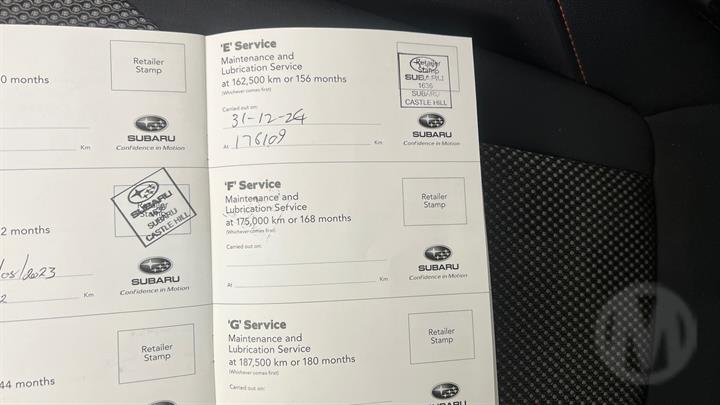 Retailer
Stamp
0 months
Km
SUBARU
Confidence in Motion
SUBARU
1636
SUBARU
CASTLE HILL
2 months
/05/2023
2
Km
SUBARU
Confidence in Motion
Retailer
Stamp
44 months
'E' Service
Maintenance and
Lubrication Service
at 162,500 km or 156 months
(Whichever comes first)
Retailer
Stamp
SUBARU
1636
SUBARU
CASTLE HILL
Carried out on:
31-12-24
At 176109 Km
SUBARU
Confidence in Motion
'F' Service
Maintenance and
Lubrication Service
at 175,000 km or 168 months
(Whichever comes first)
Retailer
Stamp
Carried out on:
At Km
SUBARU
Confidence in Motion
'G' Service
Maintenance and
Lubrication Service
at 187,500 km or 180 months
(Whichever comes first)
Retailer
Stamp
Carried out on:
M